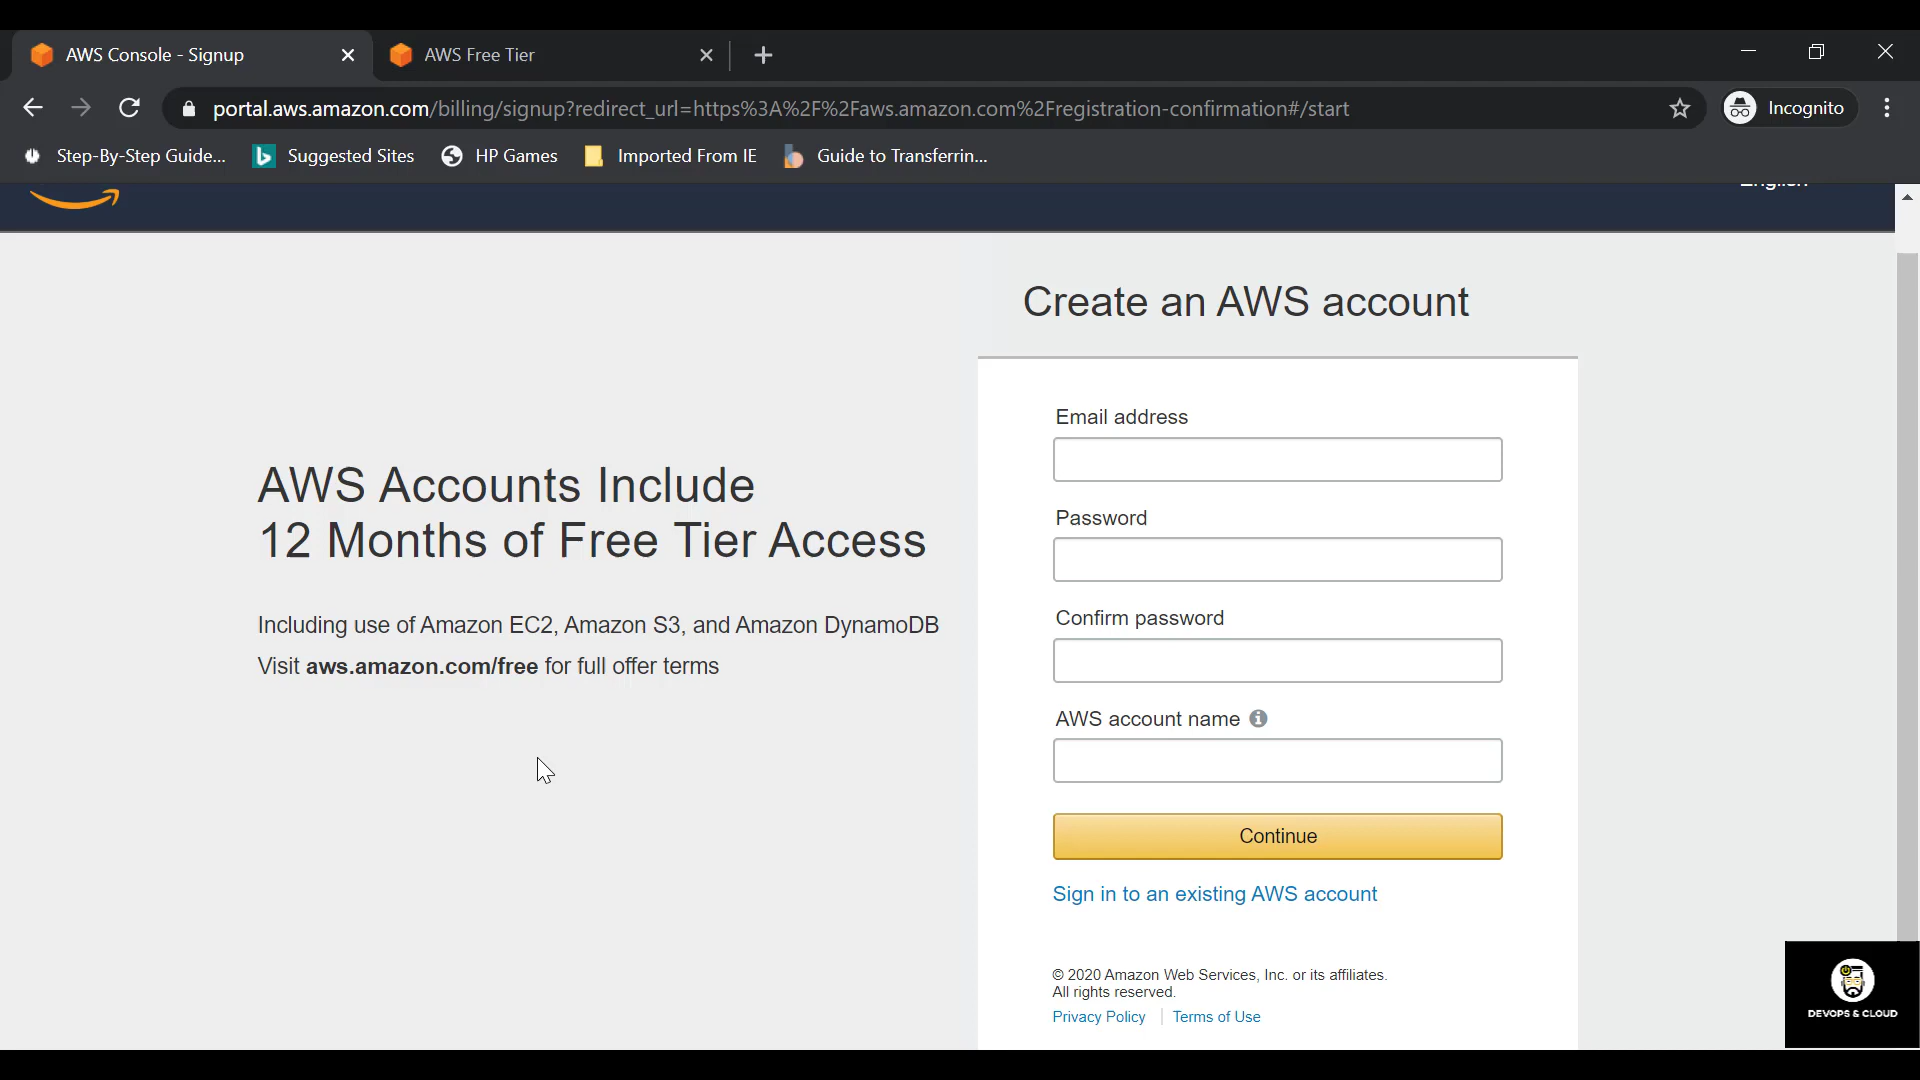 AWS Console - Signup
AWS Free Tier
portal.aws.amazon.com/billing/signup?redirect_url=https%3A%2F%2Faws.amazon.com%2Fregistration-confirmation#/start
Incognito
Step-By-Step Guide...
Suggested Sites
HP Games
Imported From IE
Guide to Transferrin...
English
Create an AWS account
AWS Accounts Include
12 Months of Free Tier Access
Including use of Amazon EC2, Amazon S3, and Amazon DynamoDB
Visit aws.amazon.com/free for full offer terms
Email address
Password
Confirm password
AWS account name
Continue
Sign in to an existing AWS account
© 2020 Amazon Web Services, Inc. or its affiliates.
All rights reserved.
Privacy Policy
Terms of Use
DEVOPS & CLOUD